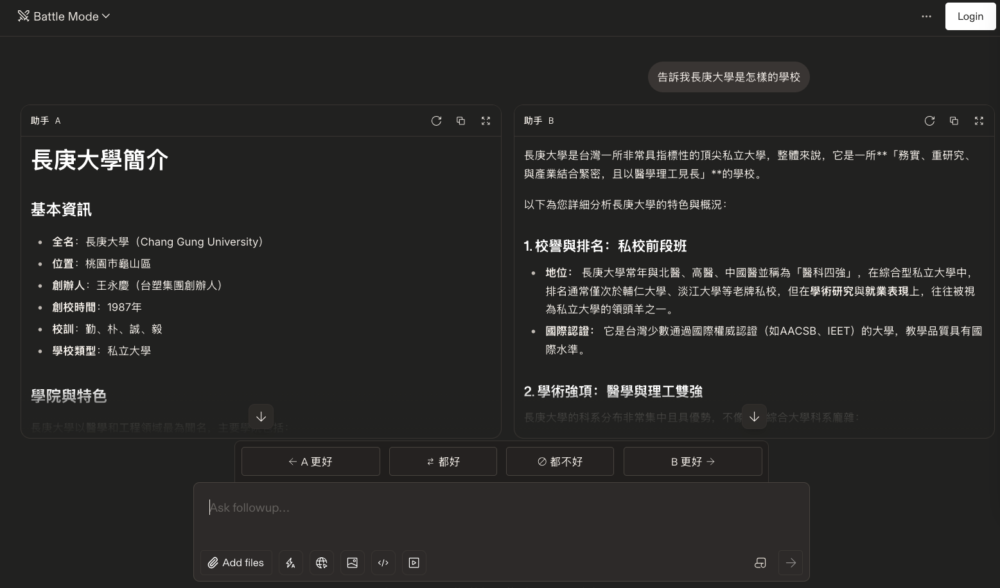 Battle Mode
Login
告訴我長庚大學是怎樣的學校
助手 A
長庚大學簡介
基本資訊
• 全名：長庚大學（Chang Gung University）
• 位置：桃園市龜山區
• 創辦人：王永慶（台塑集團創辦人）
• 創校時間：1987年
• 校訓：勤、朴、誠、毅
• 學校類型：私立大學
學院與特色
長庚大學以醫學和工程領域最為聞名，主要學院包括：
助手 B
長庚大學是台灣一所非常具指標性的頂尖私立大學，整體來說，它是一所**「務實、重研究、
與產業結合緊密，且以醫學理工見長」**的學校。
以下為您詳細分析長庚大學的特色與概況：
1. 校譽與排名：私校前段班
• 地位： 長庚大學常年與北醫、高醫、中國醫並稱為「醫科四強」，在綜合型私立大學中，
排名通常僅次於輔仁大學、淡江大學等老牌私校，但在學術研究與就業表現上，往往被視
為私立大學的領頭羊之一。
• 國際認證： 它是台灣少數通過國際權威認證（如AACSB、IEET）的大學，教學品質具有國
際水準。
2. 學術強項：醫學與理工雙強
長庚大學的科系分布非常集中且具優勢，不像 綜合大學科系龐雜：
← A 更好
都好
都不好
B 更好 →
Ask followup...
Add files